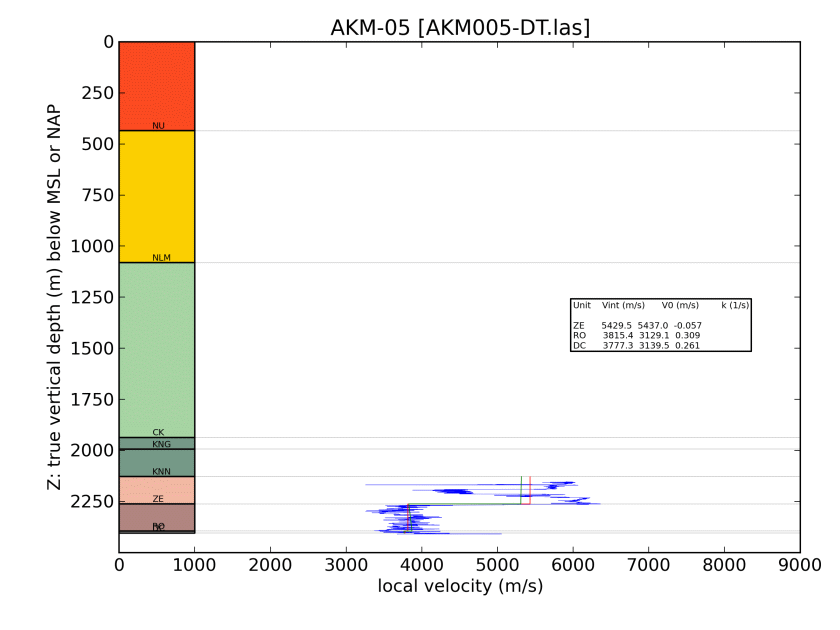 AKM-05 [AKM005-DT.las]
0
250
500
750
1000
1250
1500
1750
2000
2250
Z: true vertical depth (m) below MSL or NAP
NU
NLM
CK
KNG
KNN
ZE
RO
Unit Vint (m/s) V0 (m/s) k (1/s)
ZE 5429.5 5437.0 -0.057
RO 3815.4 3129.1 0.309
DC 3777.3 3139.5 0.261
0 1000 2000 3000 4000 5000 6000 7000 8000 9000
local velocity (m/s)